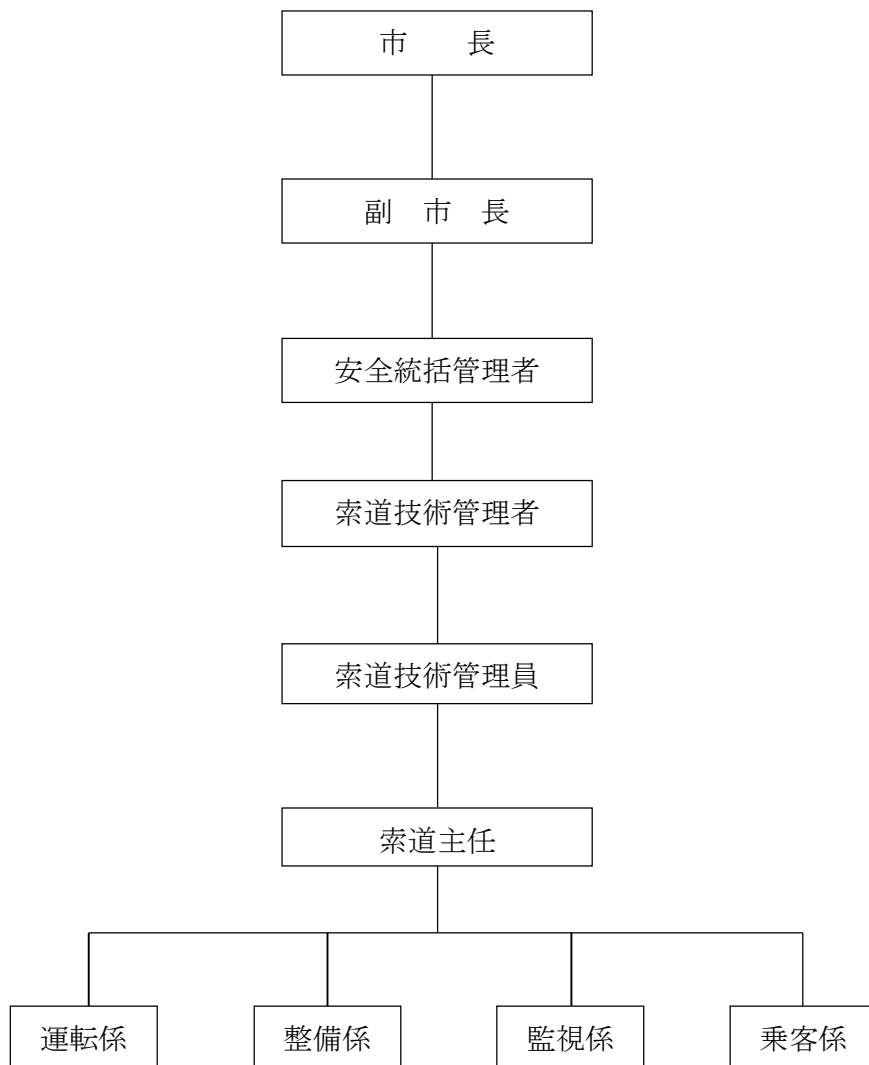 市　　長
副　市　長
安全統括管理者
索道技術管理者
索道技術管理員
索道主任
運転係　整備係　監視係　乗客係